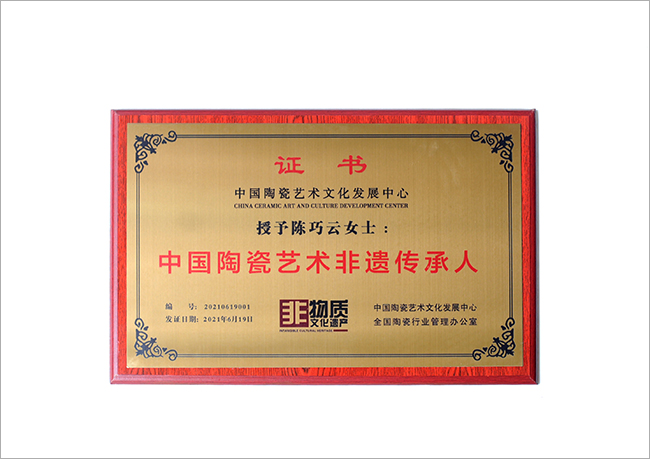 证书
中国陶瓷艺术文化发展中心
CHINA CERAMIC ART AND CULTURE DEVELOPMENT CENTER
授予陈巧云女士：
中国陶瓷艺术非遗传承人
编 号: 20210619001
发证日期: 2021年6月19日
非物质
文化遗产
INTANGIBLE CULTURAL HERITAGE
中国陶瓷艺术文化发展中心
全国陶瓷行业管理办公室